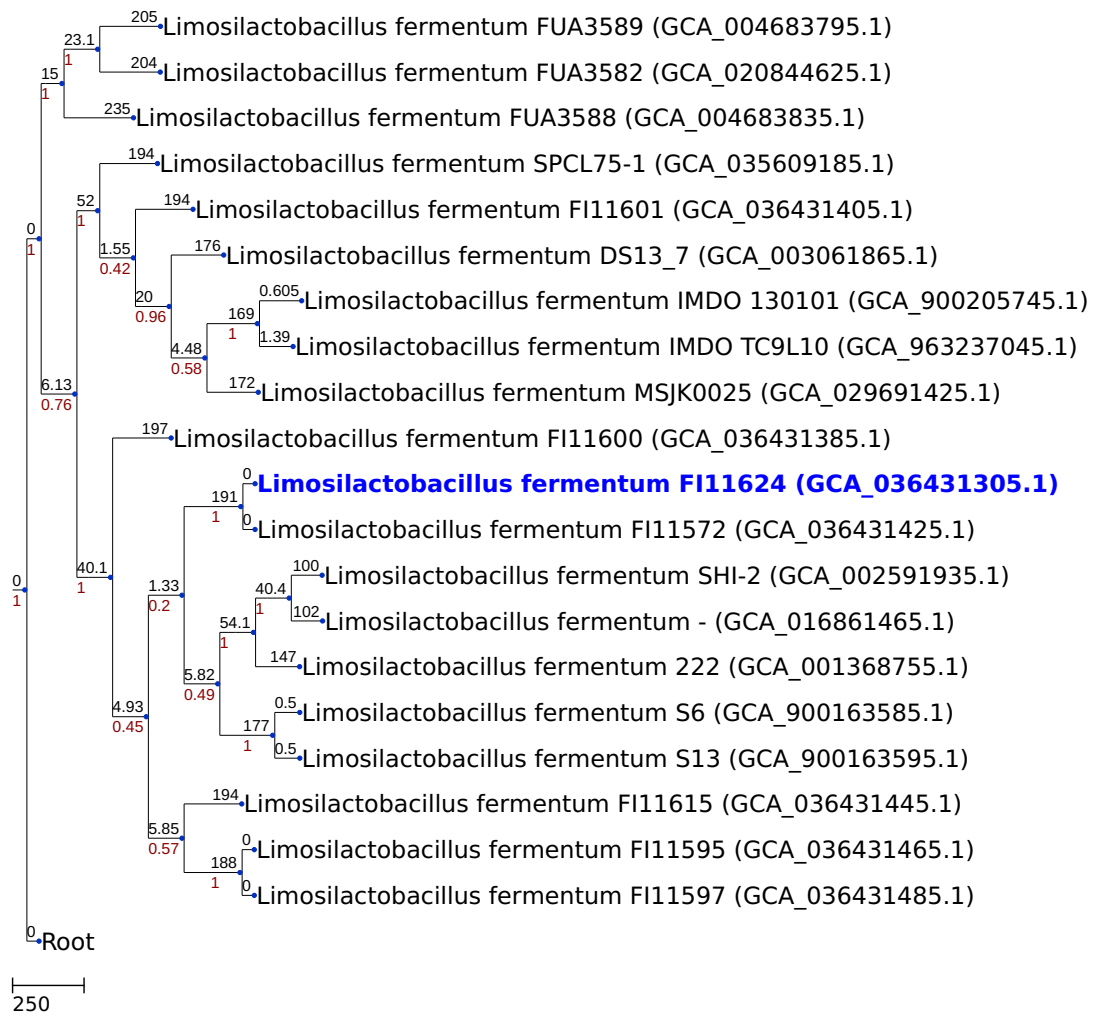 205
Limosilactobacillus fermentum FUA3589 (GCA_004683795.1)
23.1
1
204
Limosilactobacillus fermentum FUA3582 (GCA_020844625.1)
15
1
235
Limosilactobacillus fermentum FUA3588 (GCA_004683835.1)
194
Limosilactobacillus fermentum SPCL75-1 (GCA_035609185.1)
52
1
194
Limosilactobacillus fermentum FI11601 (GCA_036431405.1)
0
1
1.55
0.42
176
Limosilactobacillus fermentum DS13_7 (GCA_003061865.1)
20
0.96
0.605
Limosilactobacillus fermentum IMDO 130101 (GCA_900205745.1)
169
1
1.39
Limosilactobacillus fermentum IMDO TC9L10 (GCA_963237045.1)
4.48
0.58
172
Limosilactobacillus fermentum MSJK0025 (GCA_029691425.1)
6.13
0.76
197
Limosilactobacillus fermentum FI11600 (GCA_036431385.1)
0
Limosilactobacillus fermentum FI11624 (GCA_036431305.1)
191
1
0
Limosilactobacillus fermentum FI11572 (GCA_036431425.1)
40.1
1
100
Limosilactobacillus fermentum SHI-2 (GCA_002591935.1)
0
1
1.33
0.2
40.4
1
102
Limosilactobacillus fermentum - (GCA_016861465.1)
54.1
1
147
Limosilactobacillus fermentum 222 (GCA_001368755.1)
5.82
0.49
0.5
Limosilactobacillus fermentum S6 (GCA_900163585.1)
4.93
0.45
177
1
0.5
Limosilactobacillus fermentum S13 (GCA_900163595.1)
194
Limosilactobacillus fermentum FI11615 (GCA_036431445.1)
5.85
0.57
0
Limosilactobacillus fermentum FI11595 (GCA_036431465.1)
188
1
0
Limosilactobacillus fermentum FI11597 (GCA_036431485.1)
0
Root
250